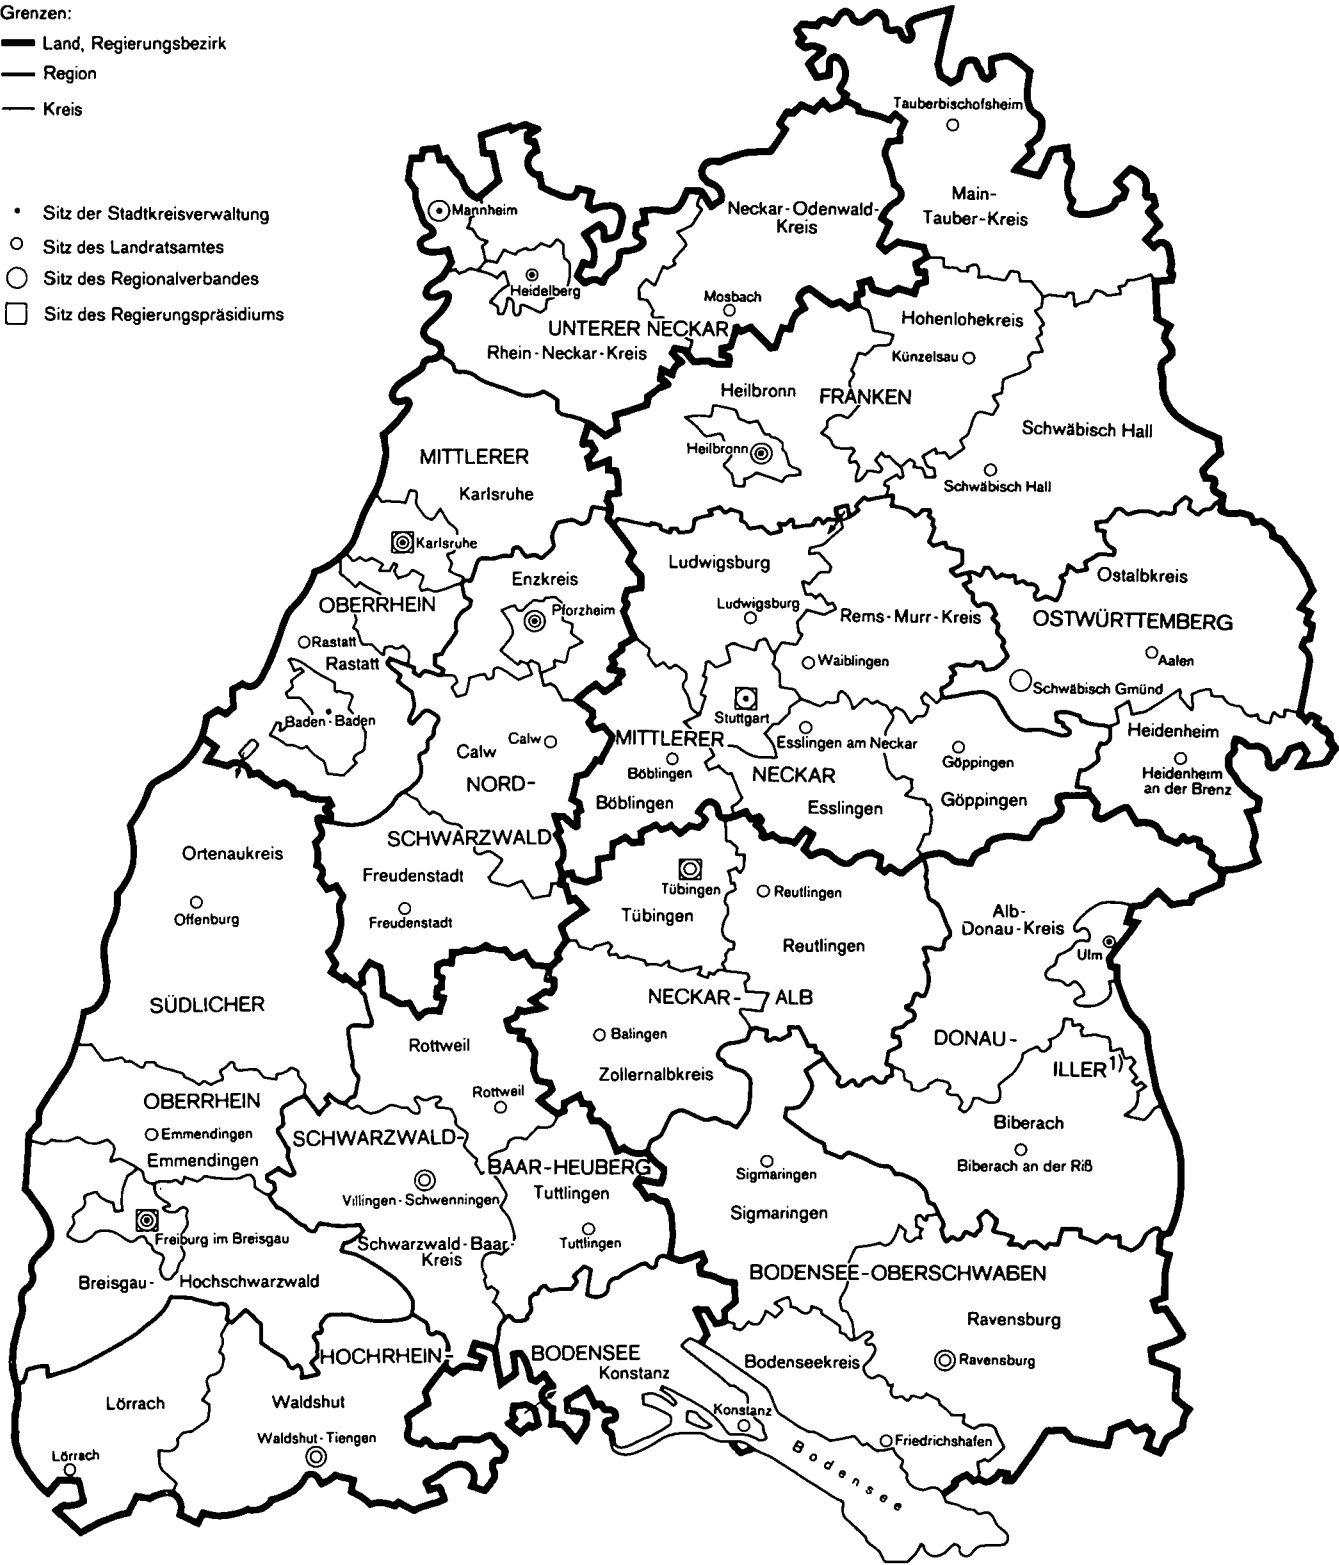 Grenzen:
Land, Regierungsbezirk
Region
Kreis
Sitz der Stadtkreisverwaltung
Sitz des Landratsamtes
Sitz des Regionalverbandes
Sitz des Regierungspräsidiums
Tauberbischofsheim
Main-
Tauber-Kreis
Mannheim
Neckar-Odenwald-
Kreis
Heidelberg
Mosbach
UNTERER NECKAR
Rhein-Neckar-Kreis
Hohenlohekreis
Künzelsau
Heilbronn
FRANKEN
Heilbronn
Schwäbisch Hall
Schwäbisch Hall
MITTLERER
Karlsruhe
Karlsruhe
OBERRHEIN
Rastatt
Rastatt
Baden-Baden
Enzkreis
Pforzheim
Ludwigsburg
Ludwigsburg
Rems-Murr-Kreis
Waiblingen
Ostalbkreis
OSTWÜRTTEMBERG
Aalen
Schwäbisch Gmünd
Stuttgart
MITTLERER
Esslingen am Neckar
Böblingen
NECKAR
Böblingen
Esslingen
Göppingen
Göppingen
Heidenheim
Heidenheim
an der Brenz
Calw
Calw
NORD-
SCHWARZWALD
Freudenstadt
Freudenstadt
Ortenaukreis
Offenburg
SÜDLICHER
Tübingen
Tübingen
Reutlingen
Reutlingen
NECKAR-
ALB
Balingen
Zollernalbkreis
Alb-
Donau-Kreis
Ulm
DONAU-
ILLER1)
Biberach
Biberach an der Riß
Rottweil
Rottweil
OBERRHEIN
Emmendingen
Emmendingen
SCHWARZWALD-
BAAR-HEUBERG
Villingen-Schwenningen
Tuttlingen
Tuttlingen
Schwarzwald-Baar-
Kreis
Sigmaringen
Sigmaringen
Freiburg im Breisgau
Breisgau-
Hochschwarzwald
BODENSEE-OBERSCHWABEN
Ravensburg
Ravensburg
Bodenseekreis
Friedrichshafen
HOCHRHEIN-
BODENSEE
Konstanz
Konstanz
Lörrach
Lörrach
Waldshut
Waldshut-Tiengen
Bodensee